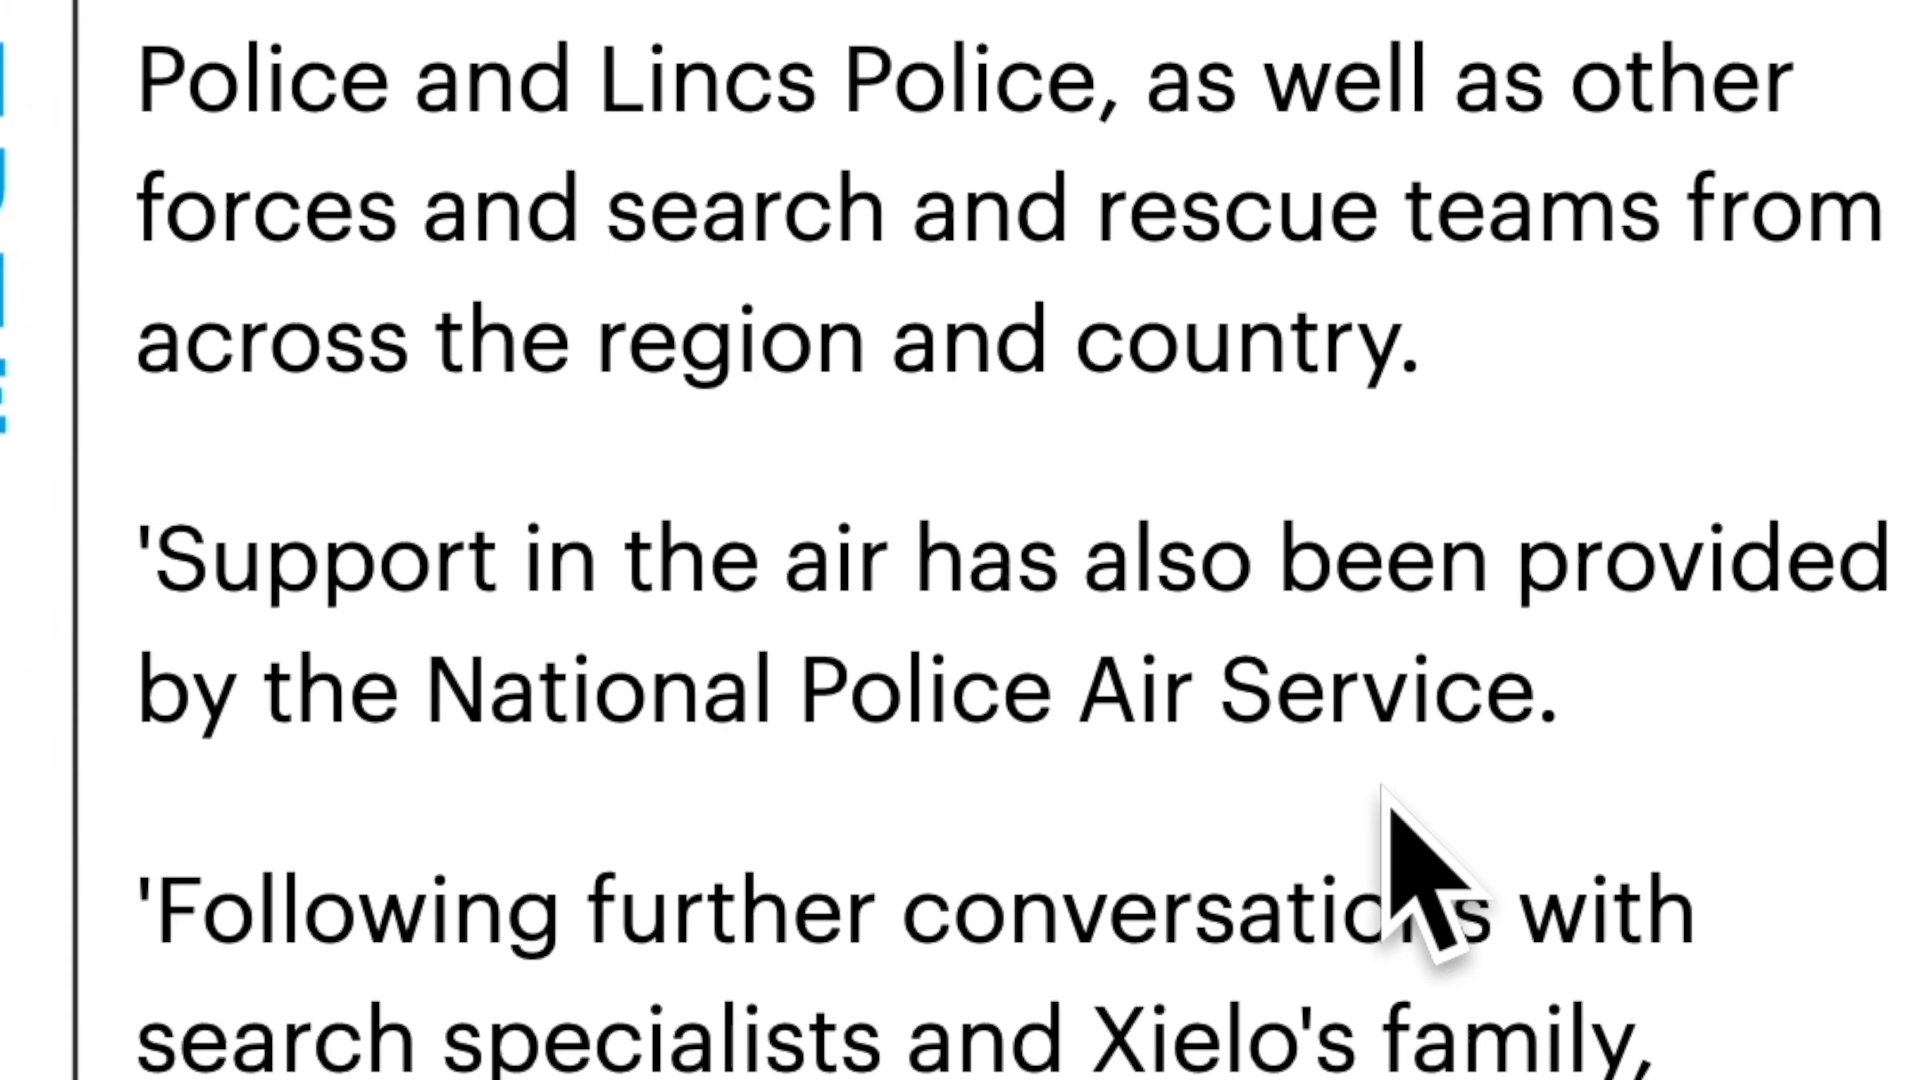 Police and Lincs Police, as well as other
forces and search and rescue teams from
across the region and country.
'Support in the air has also been provided
by the National Police Air Service.
'Following further conversations with
search specialists and Xielo's family,